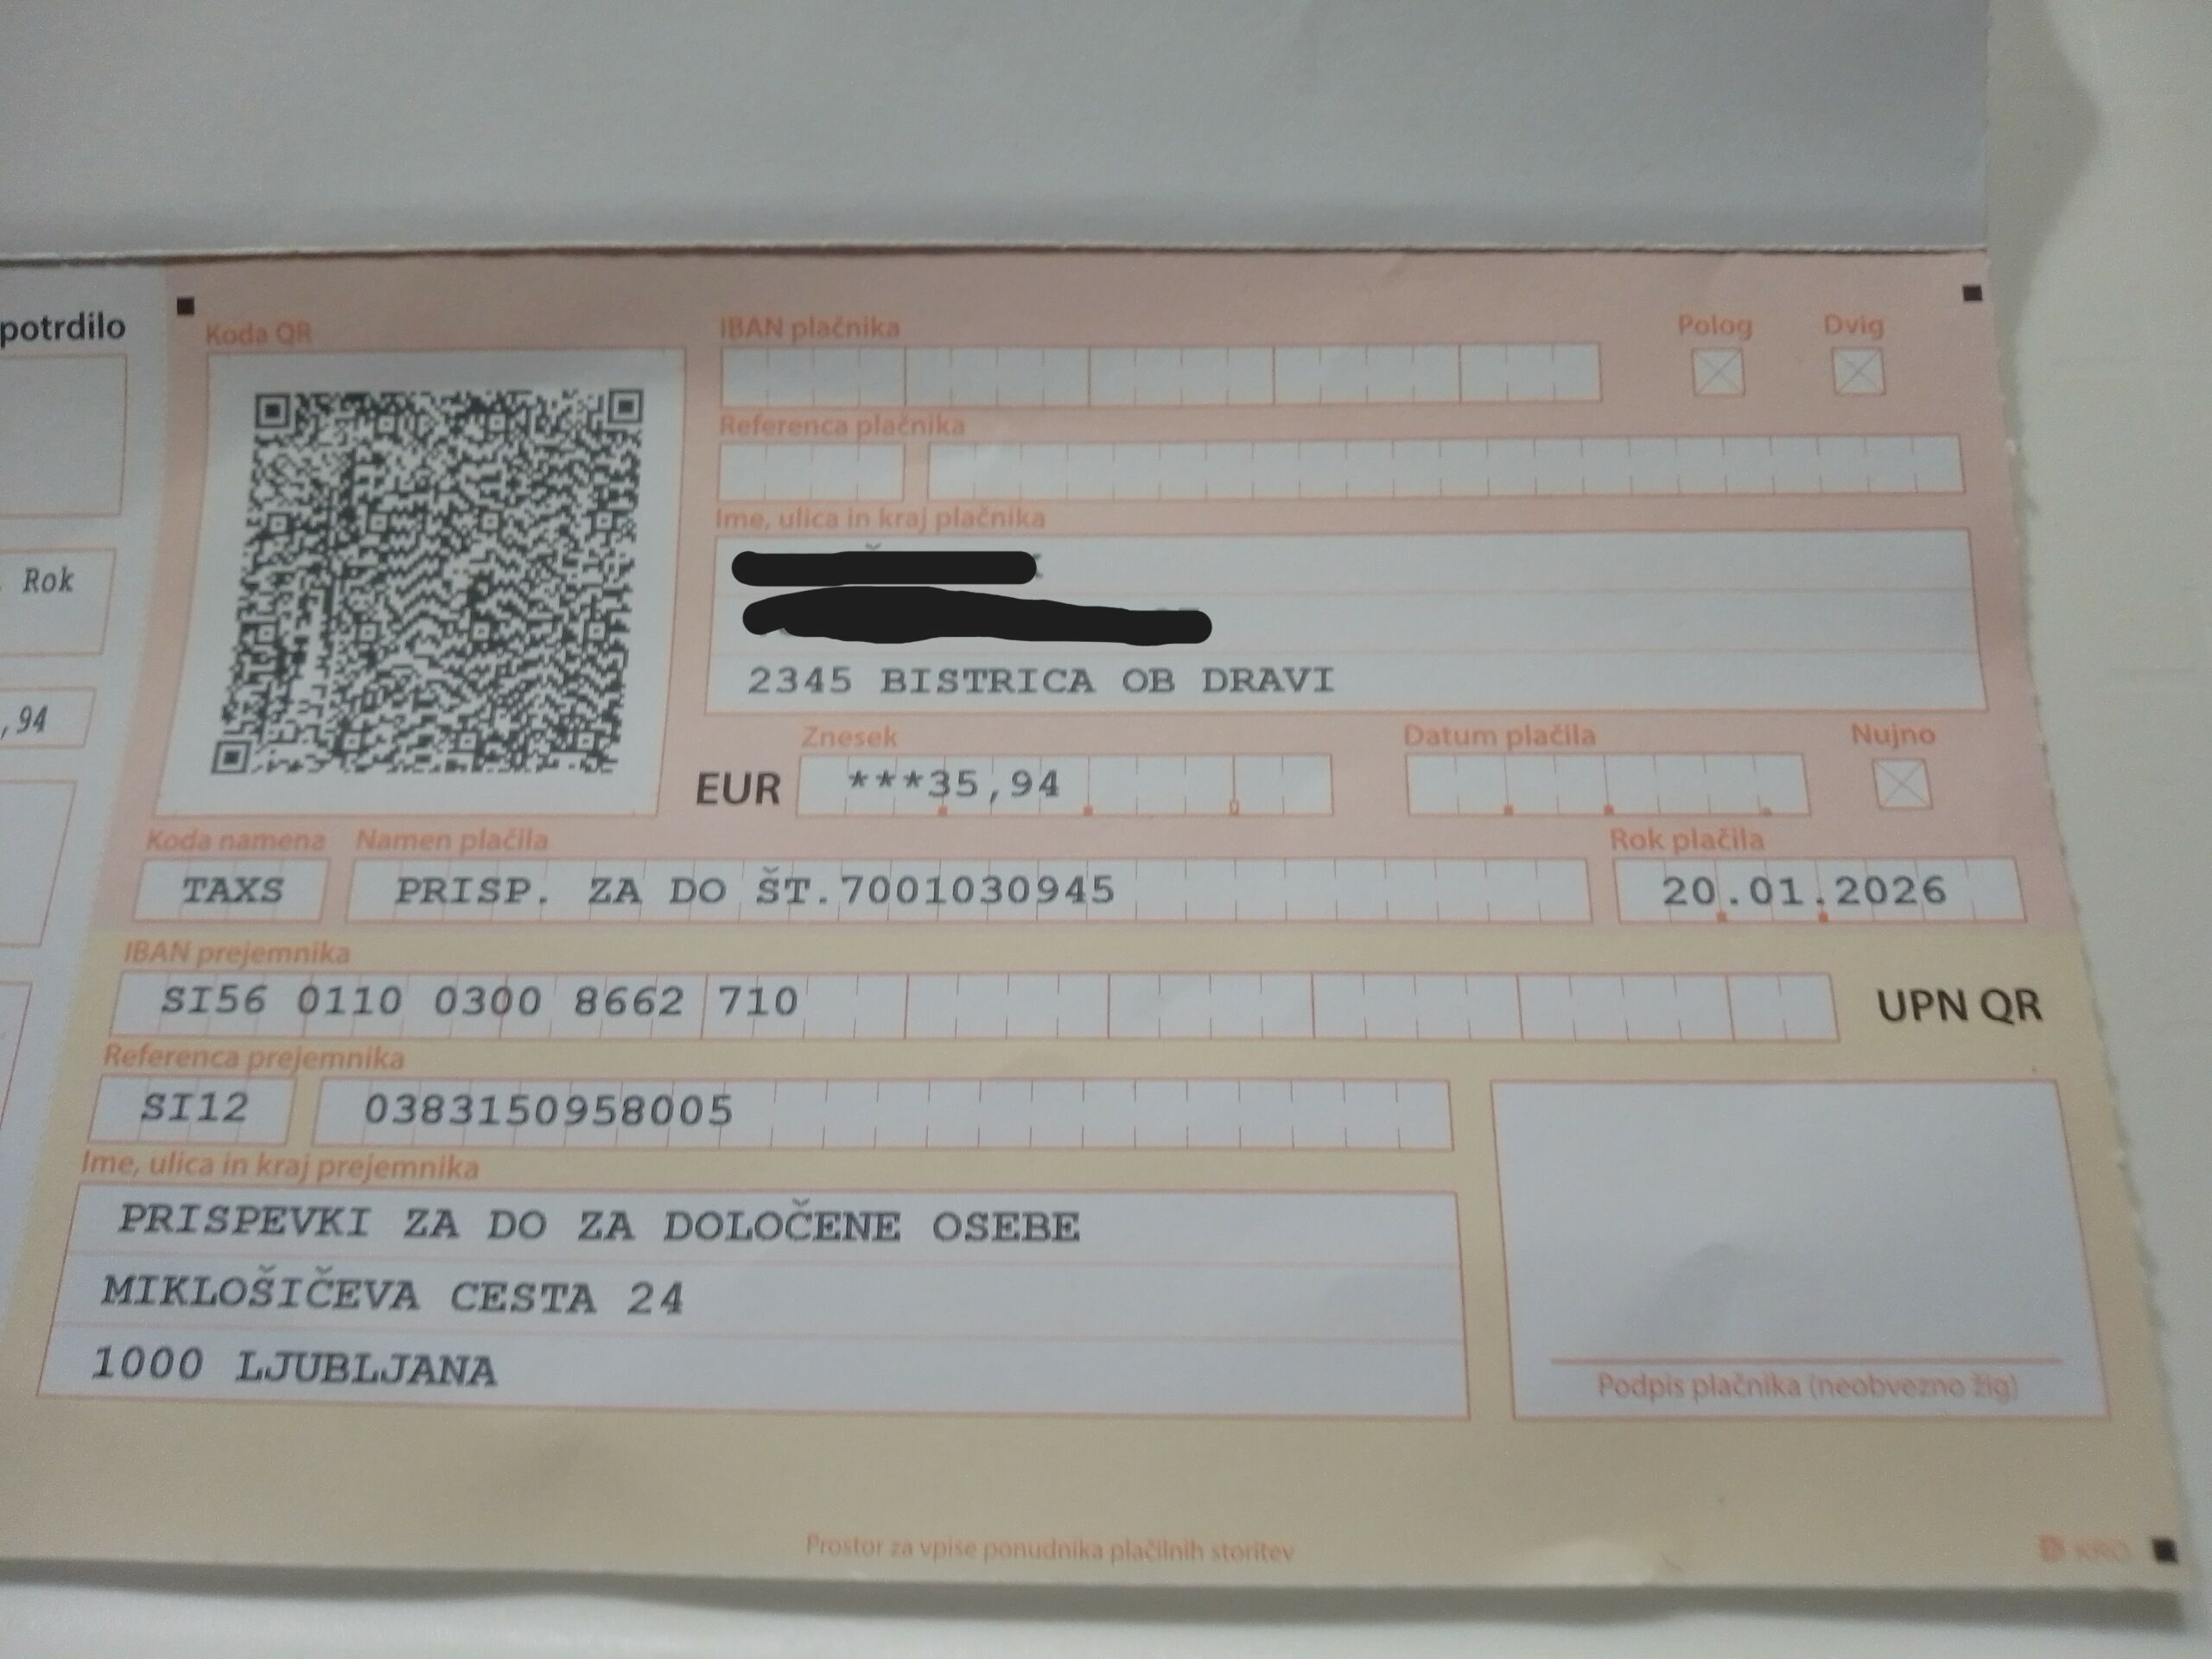 potrdilo
Rok
,94
Koda QR
IBAN plačnika
Polog
Dvig
Referenca plačnika
Ime, ulica in kraj plačnika
2345 BISTRICA OB DRAVI
Znesek
Datum plačila
Nujno
EUR
***35,94
Koda namena
Namen plačila
Rok plačila
TAXS
PRISP. ZA DO ŠT.7001030945
20.01.2026
IBAN prejemnika
SI56 0110 0300 8662 710
UPN QR
Referenca prejemnika
SI12
0383150958005
Ime, ulica in kraj prejemnika
PRISPEVKI ZA DO ZA DOLOČENE OSEBE
MIKLOŠIČEVA CESTA 24
1000 LJUBLJANA
Podpis plačnika (neobvezno žig)
Prostor za vpise ponudnika plačilnih storitev